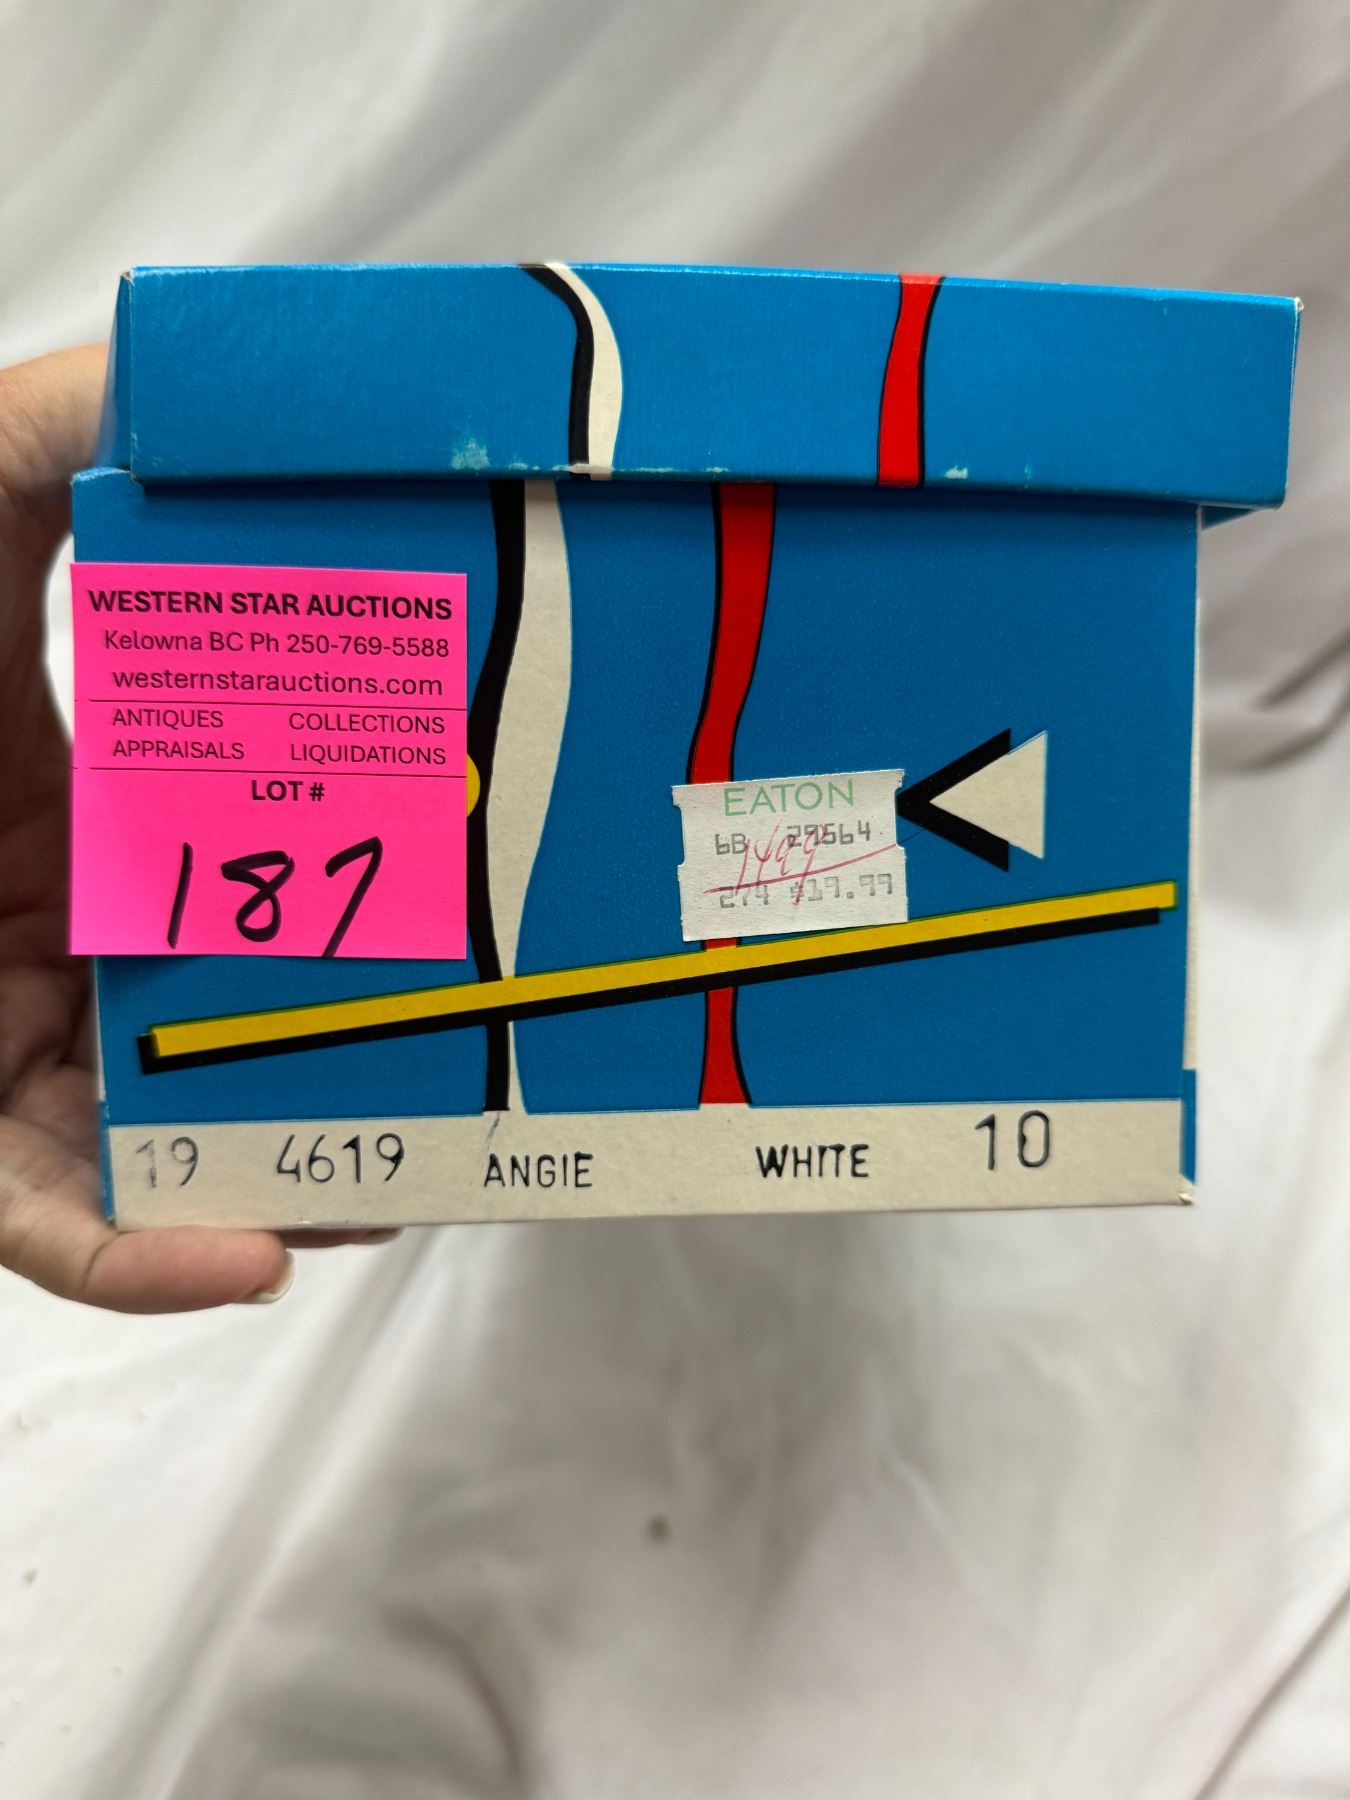 WESTERN STAR AUCTIONS
Kelowna BC Ph 250-769-5588
westernstarauctions.com
ANTIQUES COLLECTIONS
APPRAISALS LIQUIDATIONS
LOT #
187
EATON
6B 29564
1499
274 $19.99
19 4619 ANGIE WHITE 10